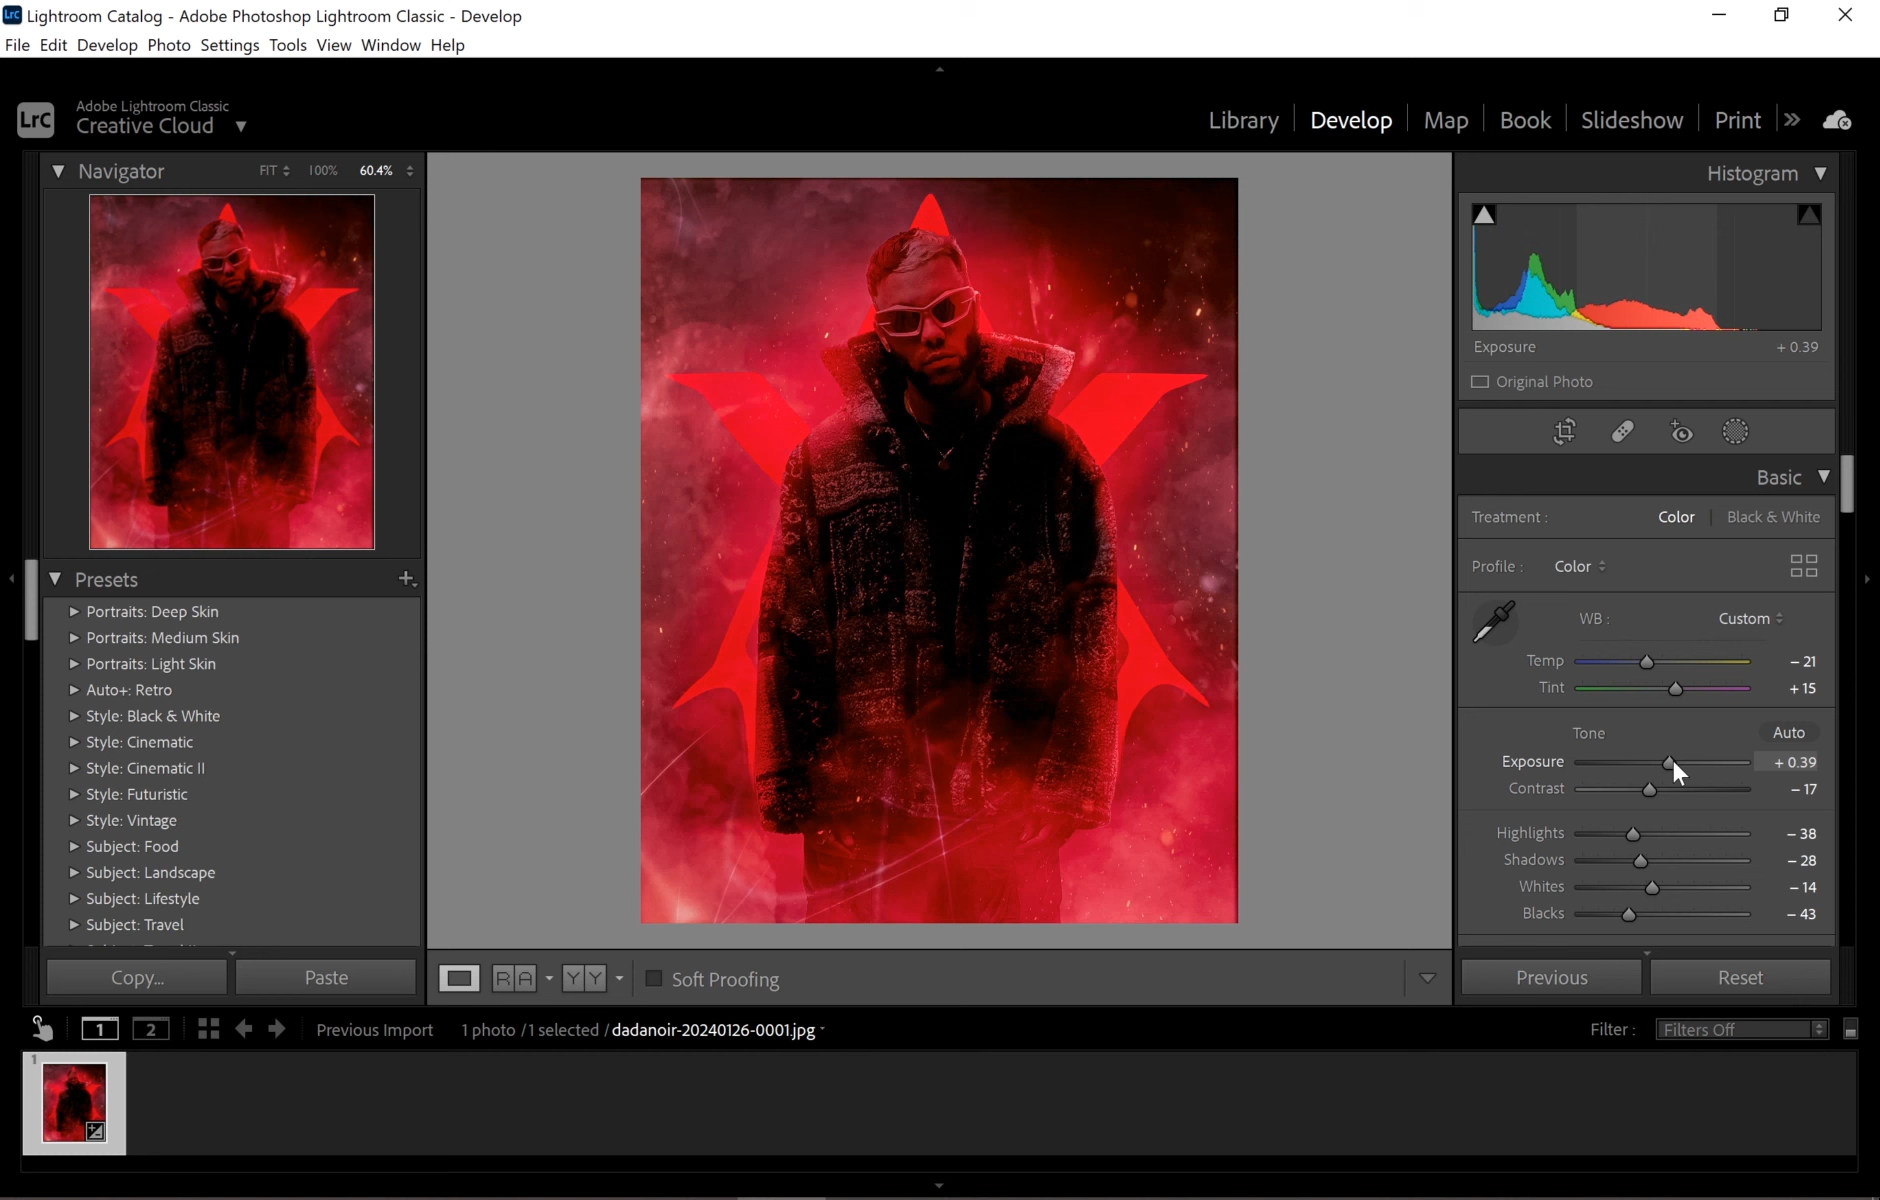 Lightroom Catalog - Adobe Photoshop Lightroom Classic - Develop
File Edit Develop Photo Settings Tools View Window Help
LrC
Adobe Lightroom Classic
Creative Cloud
Library
Develop
Map
Book
Slideshow
Print
Navigator
FIT 100% 60.4%
Presets
Portraits: Deep Skin
Portraits: Medium Skin
Portraits: Light Skin
Auto+: Retro
Style: Black & White
Style: Cinematic
Style: Cinematic II
Style: Futuristic
Style: Vintage
Subject: Food
Subject: Landscape
Subject: Lifestyle
Subject: Travel
Copy...
Paste
RA
YY
Soft Proofing
Histogram
Exposure + 0.39
Original Photo
Basic
Treatment : Color Black & White
Profile : Color
WB : Custom
Temp - 21
Tint + 15
Tone Auto
Exposure + 0.39
Contrast - 17
Highlights - 38
Shadows - 28
Whites - 14
Blacks - 43
Previous
Reset
1
2
Previous Import
1 photo / 1 selected / dadanoir-20240126-0001.jpg
Filter : Filters Off
1